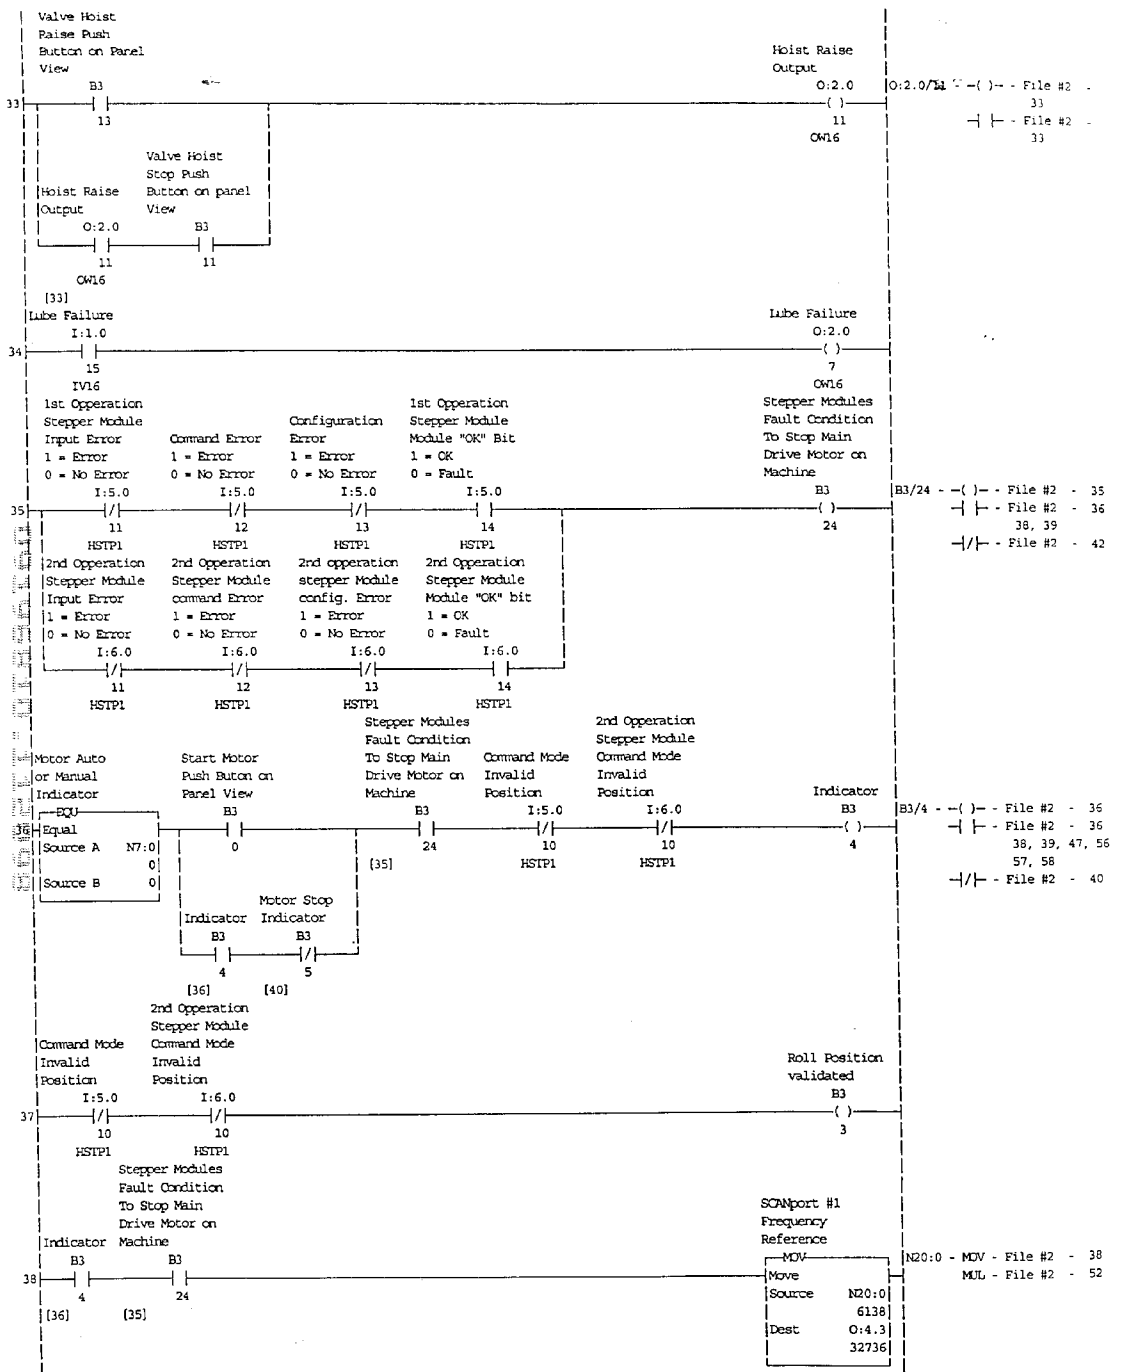 Valve Hoist
Raise Push
Button on Panel
View
B3
13
Hoist Raise
Output
O:2.0
11
OW16
O:2.0/11 - -( )- - File #2 -
33
-| |- - File #2 -
33
33
Valve Hoist
Stop Push
Button on panel
View
Hoist Raise
Output
O:2.0
11
OW16
B3
11
[33]
Lube Failure
I:1.0
15
IV16
34
Lube Failure
O:2.0
7
OW16
1st Opperation
Stepper Module
Input Error
1 = Error
0 = No Error
I:5.0
11
HSTP1
Command Error
1 = Error
0 = No Error
I:5.0
12
HSTP1
Configuration
Error
1 = Error
0 = No Error
I:5.0
13
HSTP1
1st Opperation
Stepper Module
Module "OK" Bit
1 = OK
0 = Fault
I:5.0
14
HSTP1
Stepper Modules
Fault Condition
To Stop Main
Drive Motor on
Machine
B3
24
35
B3/24 - -( )- - File #2 - 35
-| |- - File #2 - 36
38, 39
-|/|- - File #2 - 42
2nd Opperation
Stepper Module
Input Error
1 = Error
0 = No Error
I:6.0
11
HSTP1
2nd Opperation
Stepper Module
command Error
1 = Error
0 = No Error
I:6.0
12
HSTP1
2nd opperation
stepper Module
config. Error
1 = Error
0 = No Error
I:6.0
13
HSTP1
2nd Opperation
Stepper Module
Module "OK" bit
1 = OK
0 = Fault
I:6.0
14
HSTP1
Motor Auto
or Manual
Indicator
EQU
Equal
Source A N7:0
0
Source B 0
36
Start Motor
Push Buton on
Panel View
B3
0
Stepper Modules
Fault Condition
To Stop Main
Drive Motor on
Machine
B3
24
[35]
Command Mode
Invalid
Position
I:5.0
10
HSTP1
2nd Opperation
Stepper Module
Command Mode
Invalid
Position
I:6.0
10
HSTP1
Indicator
B3
4
B3/4 - -( )- - File #2 - 36
-| |- - File #2 - 36
38, 39, 47, 56
57, 58
-|/|- - File #2 - 40
Indicator
B3
4
[36]
Motor Stop
Indicator
B3
5
[40]
Command Mode
Invalid
Position
I:5.0
10
HSTP1
2nd Opperation
Stepper Module
Command Mode
Invalid
Position
I:6.0
10
HSTP1
37
Roll Position
validated
B3
3
Indicator
B3
4
[36]
Stepper Modules
Fault Condition
To Stop Main
Drive Motor on
Machine
B3
24
[35]
38
SCANport #1
Frequency
Reference
MOV
Move
Source N20:0
6138
Dest O:4.3
32736
N20:0 - MOV - File #2 - 38
MUL - File #2 - 52